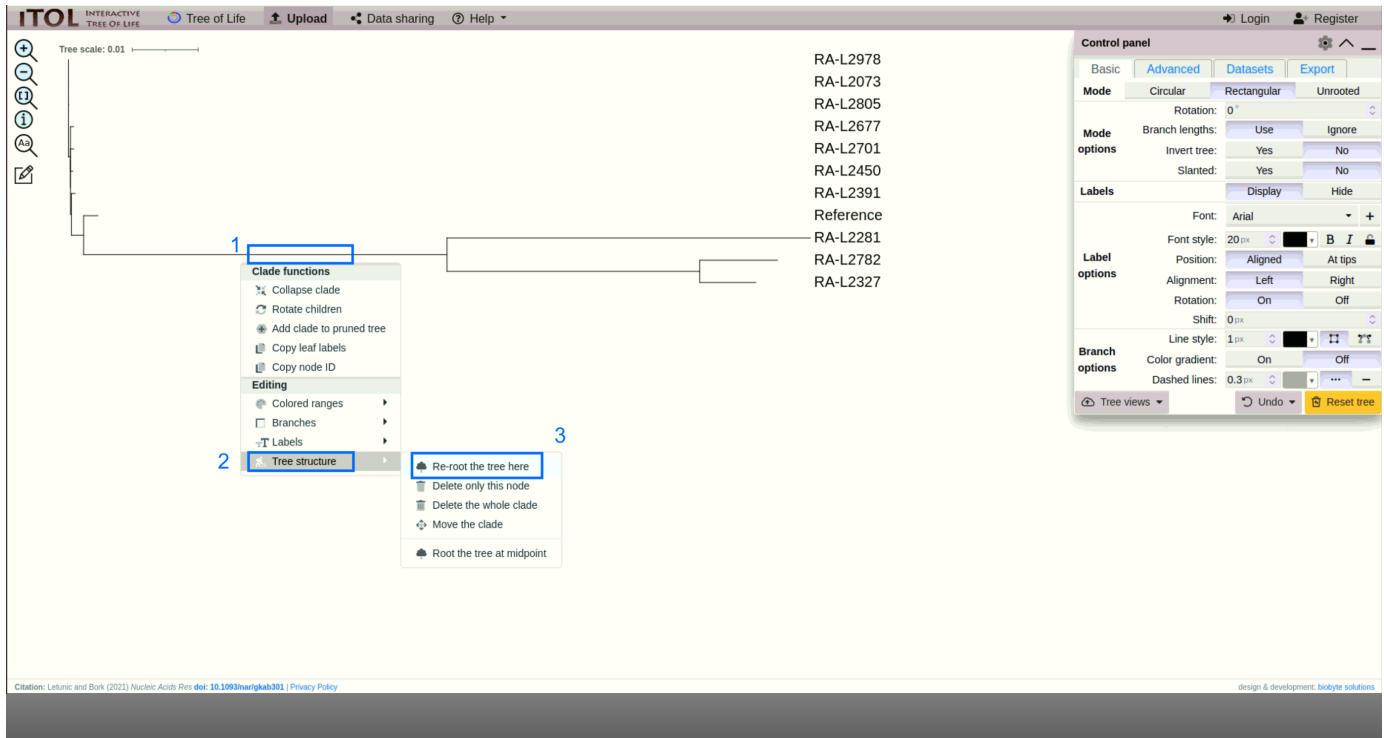 iTOL INTERACTIVE TREE OF LIFE Tree of Life Upload Data sharing Help Login Register
Tree scale: 0.01
RA-L2978
RA-L2073
RA-L2805
RA-L2677
RA-L2701
RA-L2450
RA-L2391
Reference
RA-L2281
RA-L2782
RA-L2327
1
Clade functions
Collapse clade
Rotate children
Add clade to pruned tree
Copy leaf labels
Copy node ID
Editing
Colored ranges
Branches
Labels
2 Tree structure
3
Re-root the tree here
Delete only this node
Delete the whole clade
Move the clade
Root the tree at midpoint
Control panel
Basic Advanced Datasets Export
Mode Circular Rectangular Unrooted
Mode options
Rotation: 0°
Branch lengths: Use Ignore
Invert tree: Yes No
Slanted: Yes No
Labels Display Hide
Label options
Font: Arial +
Font style: 20 px B I
Position: Aligned At tips
Alignment: Left Right
Rotation: On Off
Shift: 0 px
Branch options
Line style: 1 px
Color gradient: On Off
Dashed lines: 0.3 px
Tree views Undo Reset tree
Citation: Letunic and Bork (2021) Nucleic Acids Res doi: 10.1093/nar/gkab301 | Privacy Policy
design & development: biobyte solutions